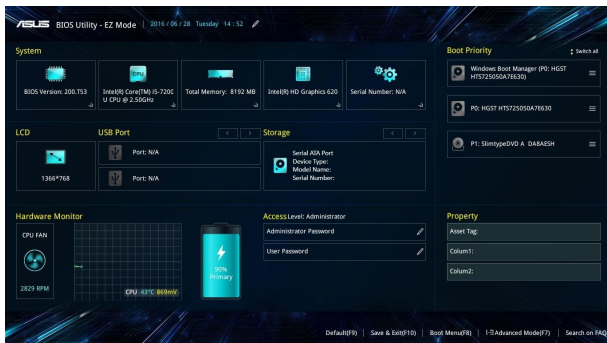 ASUS BIOS Utility - EZ Mode 2016 / 06 / 28 Tuesday 14 : 52
System
BIOS Version: 200.T53
CPU
Intel(R) Core(TM) i5-7200
U CPU @ 2.50GHz
Total Memory: 8192 MB
Intel(R) HD Graphics 620
Serial Number: N/A
Boot Priority
Switch all
Windows Boot Manager (P0: HGST
HTS725050A7E630)
P0: HGST HTS725050A7E630
P1: SlimtypeDVD A DA8AESH
LCD
1366*768
USB Port
Port: N/A
Port: N/A
Storage
Serial ATA Port
Device Type:
Model Name:
Serial Number:
Hardware Monitor
CPU FAN
2829 RPM
CPU 43°C 869mV
90%
Primary
Access Level: Administrator
Administrator Password
User Password
Property
Asset Tag:
Colum1:
Colum2:
Default(F9) | Save & Exit(F10) | Boot Menu(F8) | Advanced Mode(F7) | Search on FAQ